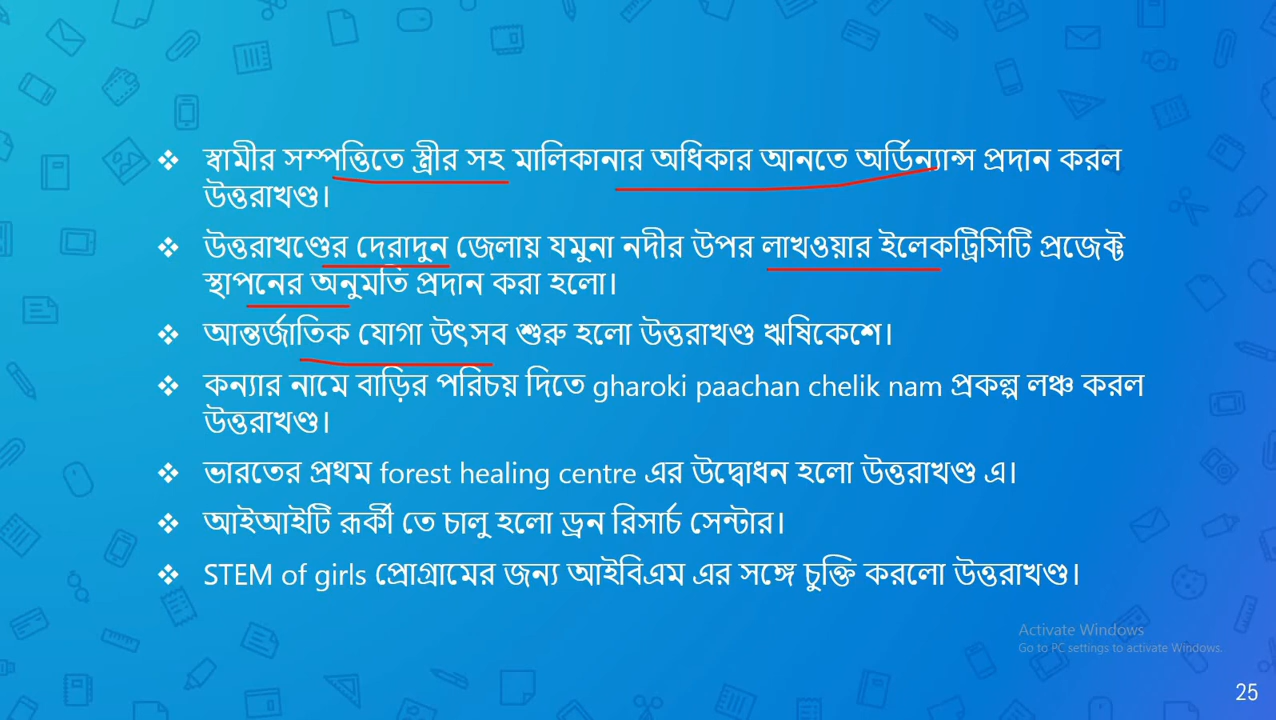 ❖ স্বামীর সম্পত্তিতে স্ত্রীর সহ মালিকানার অধিকার আনতে অর্ডিন্যান্স প্রদান করল
উত্তরাখণ্ড।
❖ উত্তরাখণ্ডের দেরাদুন জেলায় যমুনা নদীর উপর লাখওয়ার ইলেকট্রিসিটি প্রজেক্ট
স্থাপনের অনুমতি প্রদান করা হলো।
❖ আন্তর্জাতিক যোগা উৎসব শুরু হলো উত্তরাখণ্ড ঋষিকেশে।
❖ কন্যার নামে বাড়ির পরিচয় দিতে gharoki paachan chelik nam প্রকল্প লঞ্চ করল
উত্তরাখণ্ড।
❖ ভারতের প্রথম forest healing centre এর উদ্বোধন হলো উত্তরাখণ্ড এ।
❖ আইআইটি রূর্কী তে চালু হলো ড্রন রিসার্চ সেন্টার।
❖ STEM of girls প্রোগ্রামের জন্য আইবিএম এর সঙ্গে চুক্তি করলো উত্তরাখণ্ড।
Activate Windows
Go to PC settings to activate Windows.
25